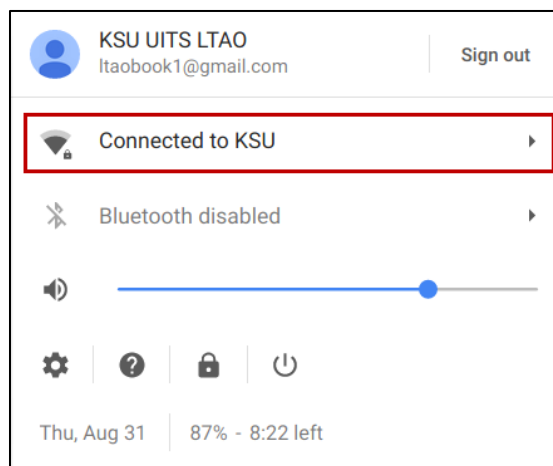 KSU UITS LTAO
ltaobook1@gmail.com
Sign out
Connected to KSU
Bluetooth disabled
Thu, Aug 31
87% - 8:22 left